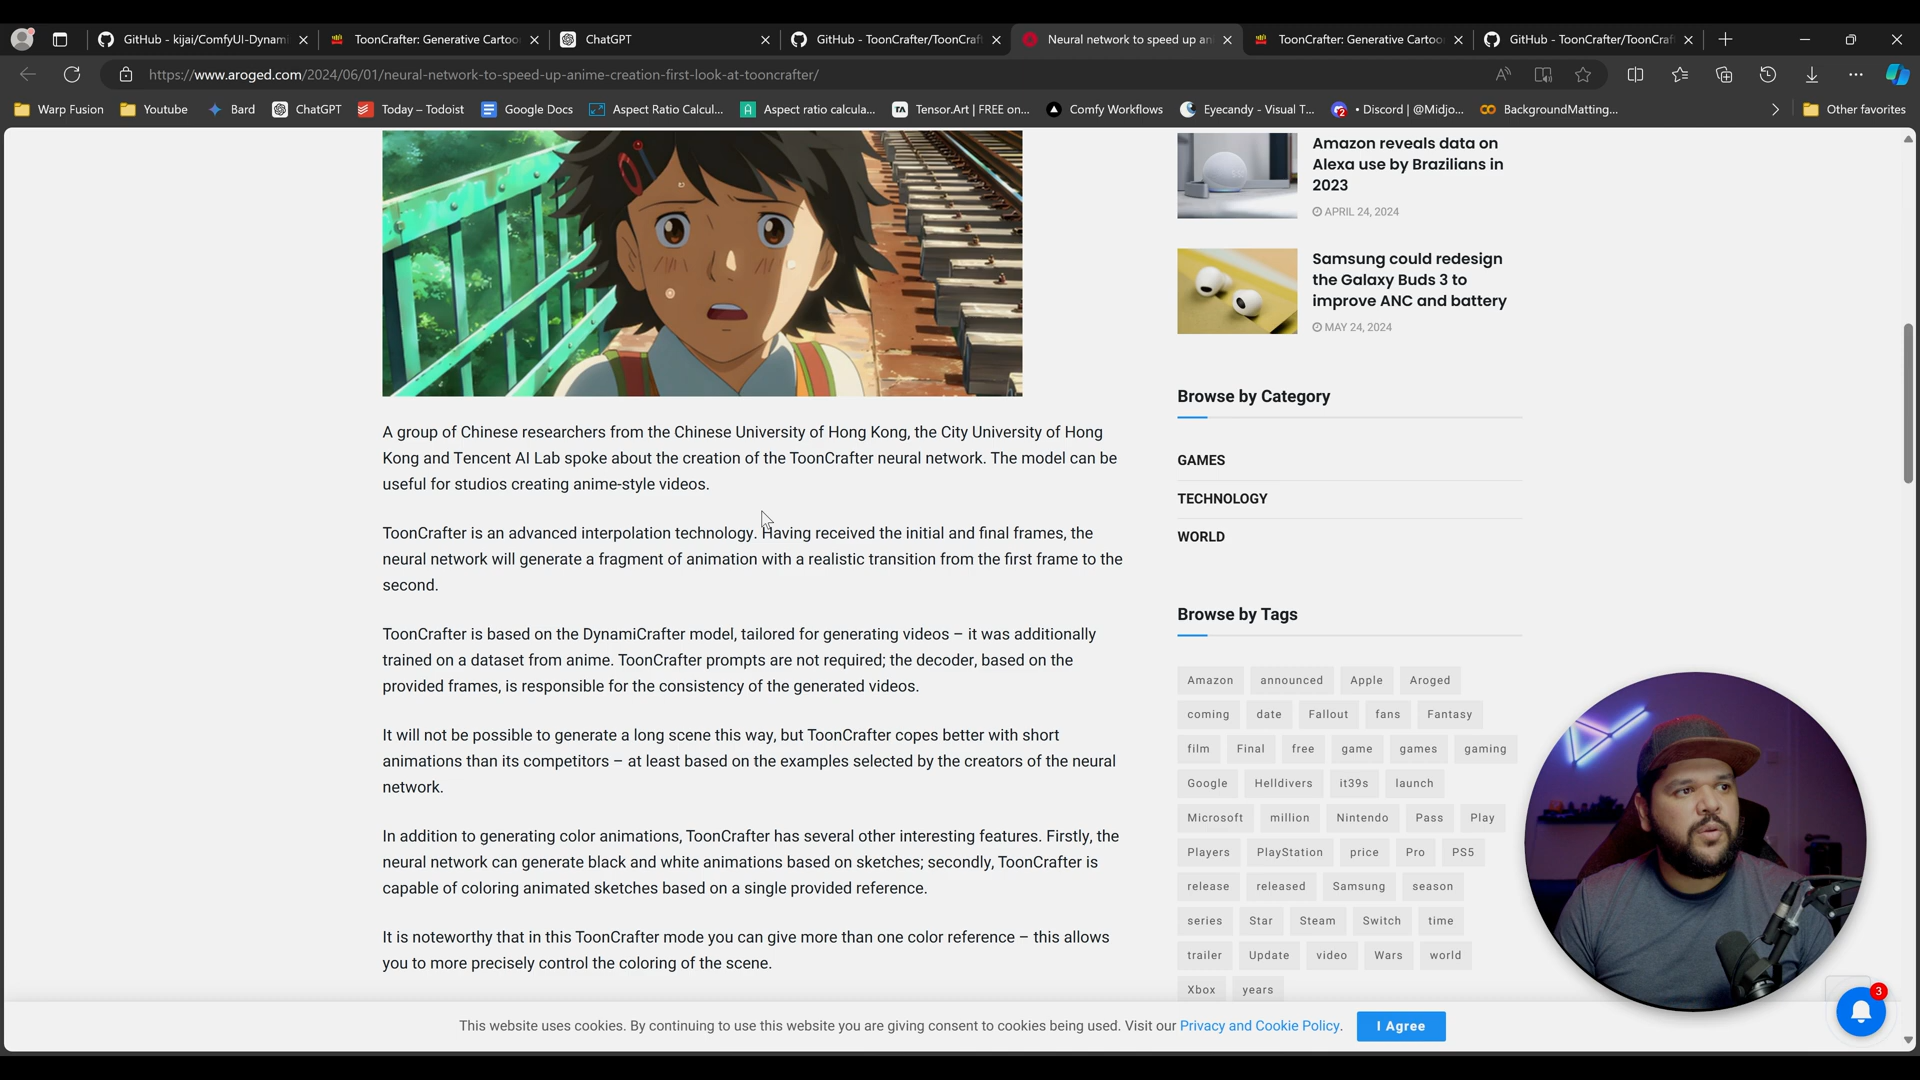 GitHub - kijai/ComfyUI-Dynami
ToonCrafter: Generative Cartoo
ChatGPT
GitHub - ToonCrafter/ToonCraf
Neural network to speed up an
ToonCrafter: Generative Cartoo
GitHub - ToonCrafter/ToonCraf
https://www.aroged.com/2024/06/01/neural-network-to-speed-up-anime-creation-first-look-at-tooncrafter/
Warp Fusion
Youtube
Bard
ChatGPT
Today – Todoist
Google Docs
Aspect Ratio Calcul...
Aspect ratio calcula...
TA
Tensor.Art | FREE on...
Comfy Workflows
Eyecandy - Visual T...
• Discord | @Midjo...
BackgroundMatting...
Other favorites
A group of Chinese researchers from the Chinese University of Hong Kong, the City University of Hong
Kong and Tencent AI Lab spoke about the creation of the ToonCrafter neural network. The model can be
useful for studios creating anime-style videos.
ToonCrafter is an advanced interpolation technology. Having received the initial and final frames, the
neural network will generate a fragment of animation with a realistic transition from the first frame to the
second.
ToonCrafter is based on the DynamiCrafter model, tailored for generating videos – it was additionally
trained on a dataset from anime. ToonCrafter prompts are not required; the decoder, based on the
provided frames, is responsible for the consistency of the generated videos.
It will not be possible to generate a long scene this way, but ToonCrafter copes better with short
animations than its competitors – at least based on the examples selected by the creators of the neural
network.
In addition to generating color animations, ToonCrafter has several other interesting features. Firstly, the
neural network can generate black and white animations based on sketches; secondly, ToonCrafter is
capable of coloring animated sketches based on a single provided reference.
It is noteworthy that in this ToonCrafter mode you can give more than one color reference – this allows
you to more precisely control the coloring of the scene.
Amazon reveals data on
Alexa use by Brazilians in
2023
APRIL 24, 2024
Samsung could redesign
the Galaxy Buds 3 to
improve ANC and battery
MAY 24, 2024
Browse by Category
GAMES
TECHNOLOGY
WORLD
Browse by Tags
Amazon announced Apple Aroged
coming date Fallout fans Fantasy
film Final free game games gaming
Google Helldivers it39s launch
Microsoft million Nintendo Pass Play
Players PlayStation price Pro PS5
release released Samsung season
series Star Steam Switch time
trailer Update video Wars world
Xbox years
This website uses cookies. By continuing to use this website you are giving consent to cookies being used. Visit our Privacy and Cookie Policy.
I Agree
3